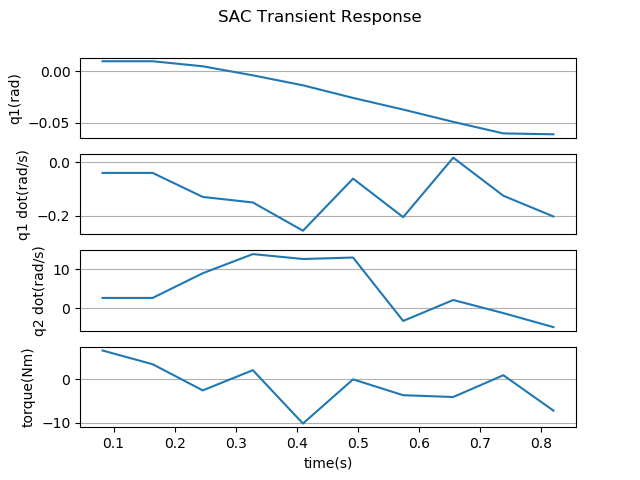 SAC Transient Response
q1(rad)
0.00
−0.05
q1 dot(rad/s)
0.0
−0.2
q2 dot(rad/s)
10
0
torque(Nm)
0
−10
0.1 0.2 0.3 0.4 0.5 0.6 0.7 0.8
time(s)